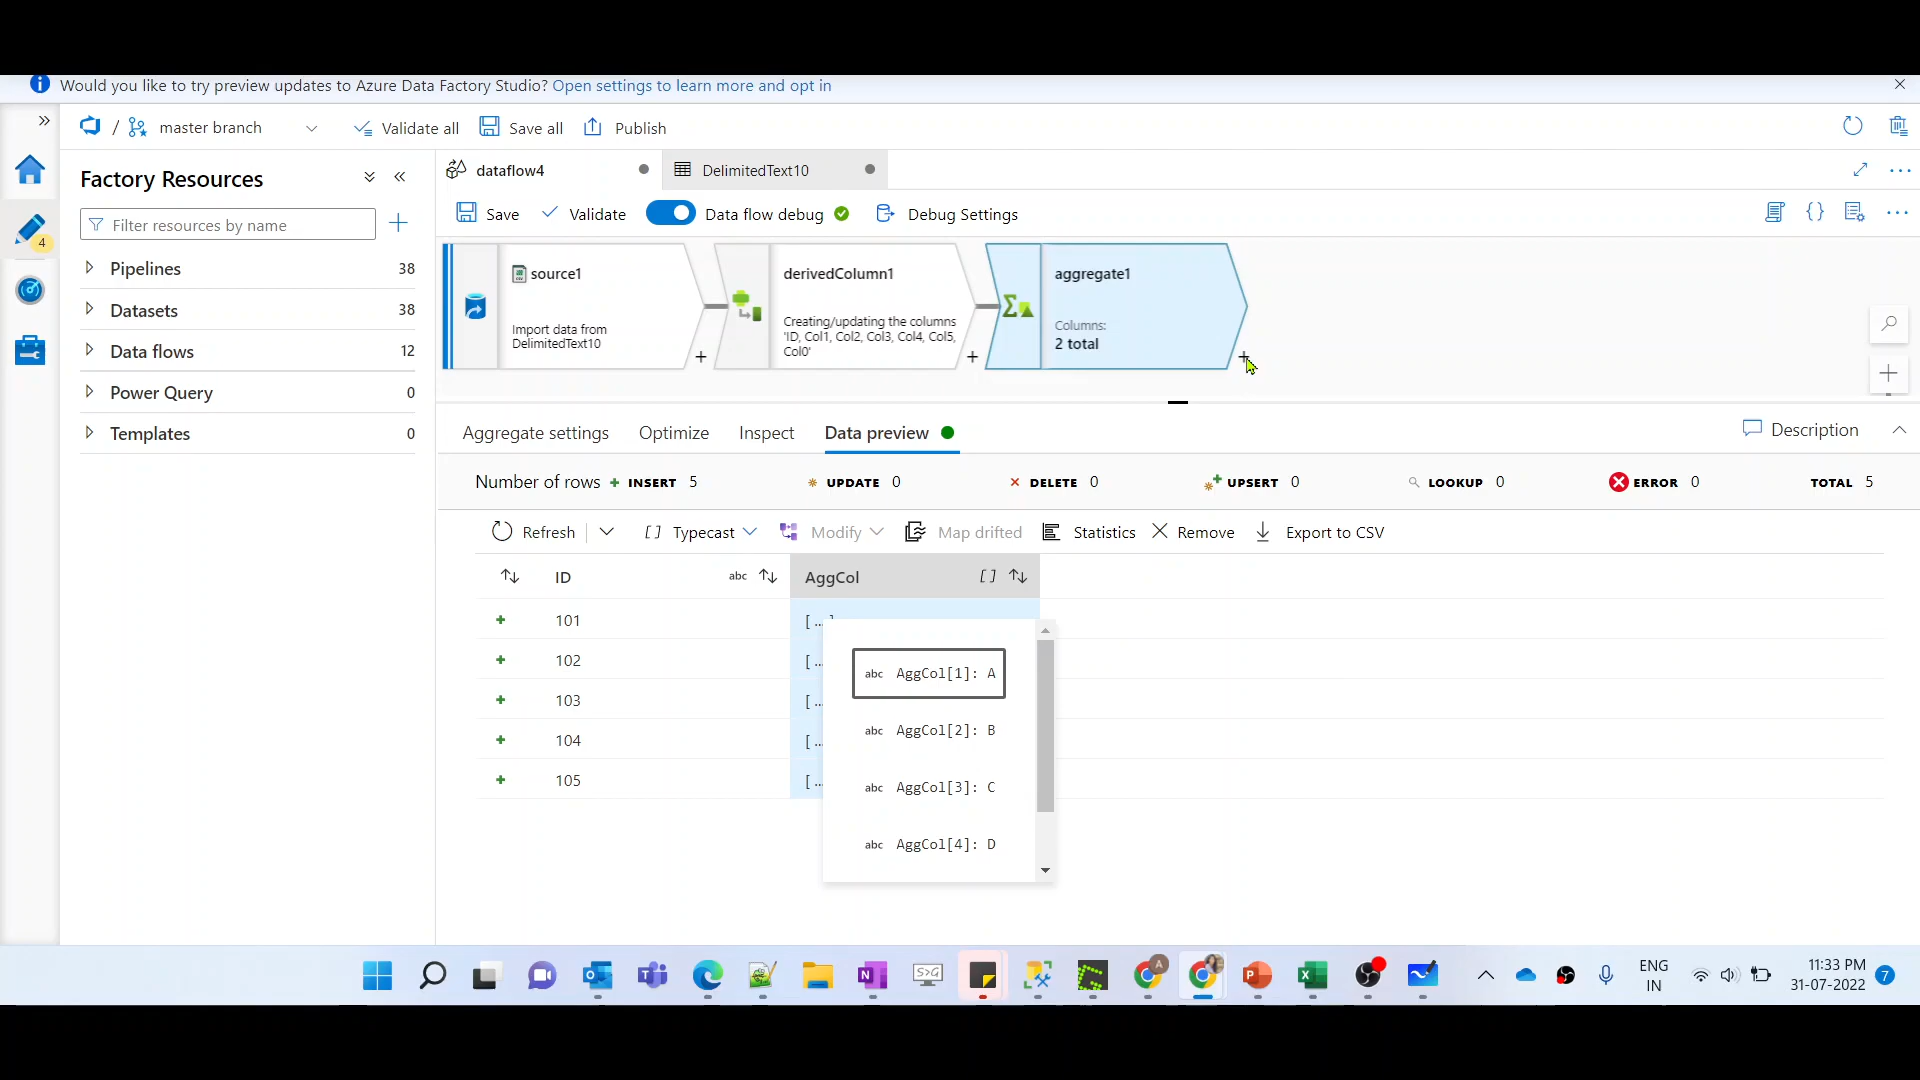 Would you like to try preview updates to Azure Data Factory Studio? Open settings to learn more and opt in
/ master branch
Validate all
Save all
Publish
Factory Resources
Filter resources by name
4
Pipelines 38
Datasets 38
Data flows 12
Power Query 0
Templates 0
dataflow4
DelimitedText10
Save
Validate
Data flow debug
Debug Settings
source1
Import data from
DelimitedText10
derivedColumn1
Creating/updating the columns
'ID, Col1, Col2, Col3, Col4, Col5,
Col0'
aggregate1
Columns:
2 total
Aggregate settings
Optimize
Inspect
Data preview
Description
Number of rows + INSERT 5
UPDATE 0
DELETE 0
UPSERT 0
LOOKUP 0
ERROR 0
TOTAL 5
Refresh
Typecast
Modify
Map drifted
Statistics
Remove
Export to CSV
ID abc
AggCol []
101 [...]
102 [...
103 [...
104 [...
105 [...
abc AggCol[1]: A
abc AggCol[2]: B
abc AggCol[3]: C
abc AggCol[4]: D
S>G
A
ENG
IN
11:33 PM
31-07-2022
7